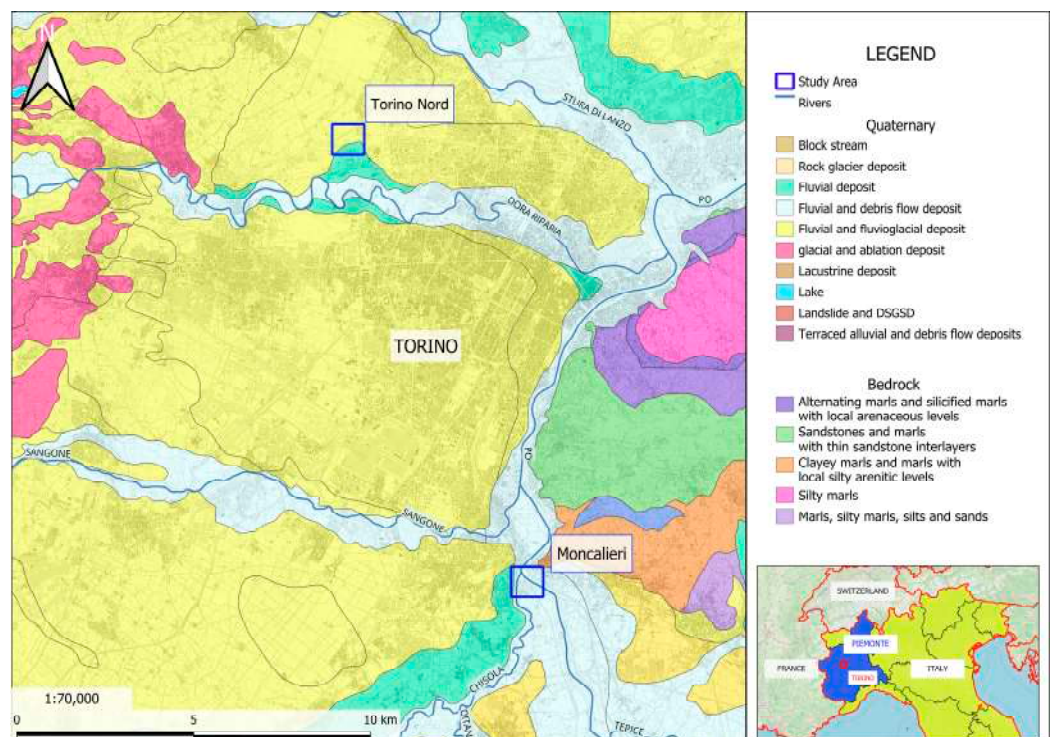 N
Torino Nord
STURA DI LANZO
PO
DORA RIPARIA
TORINO
SANGONE
PO
SANGONE
Moncalieri
CHISOLA
TEPICE
1:70,000
0 5 10 km
LEGEND
Study Area
Rivers
Quaternary
Block stream
Rock glacier deposit
Fluvial deposit
Fluvial and debris flow deposit
Fluvial and fluvioglacial deposit
glacial and ablation deposit
Lacustrine deposit
Lake
Landslide and DSGSD
Terraced alluvial and debris flow deposits
Bedrock
Alternating marls and silicified marls
with local arenaceous levels
Sandstones and marls
with thin sandstone interlayers
Clayey marls and marls with
local silty arenitic levels
Silty marls
Marls, silty marls, silts and sands
SWITZERLAND
PIEMONTE
FRANCE
ITALY
TORINO